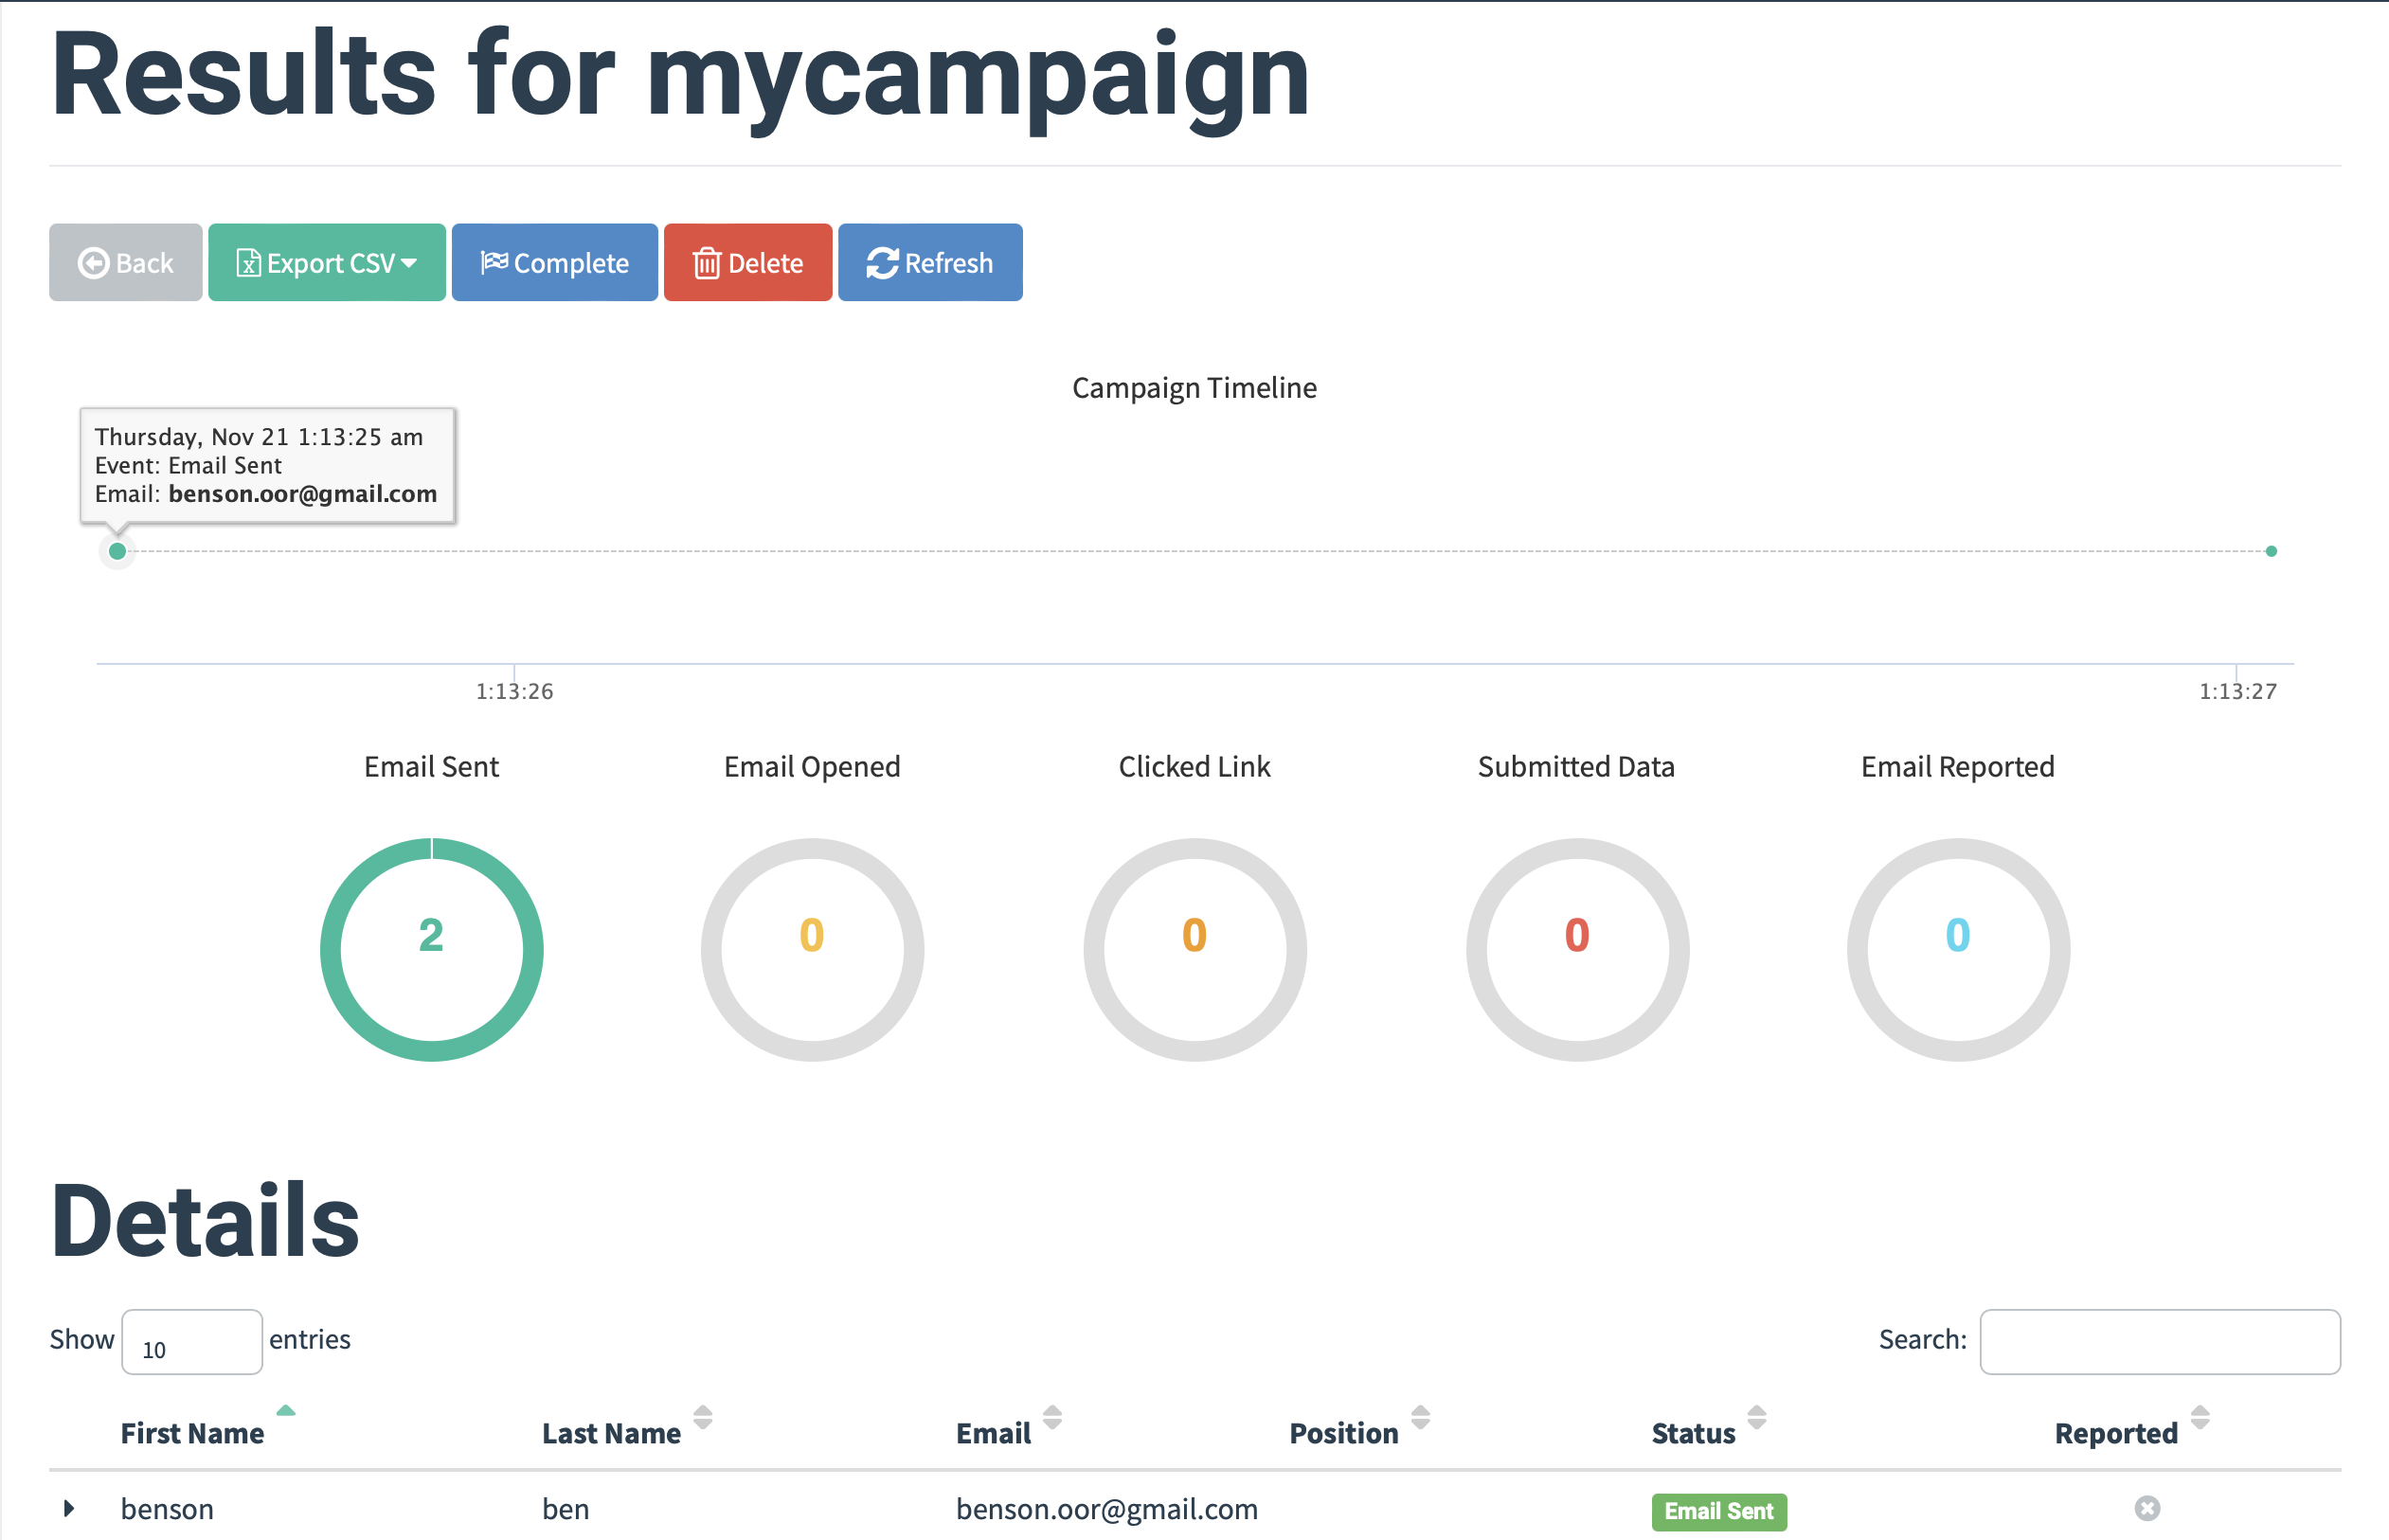 Results for mycampaign
Back
Export CSV
Complete
Delete
Refresh
Campaign Timeline
Thursday, Nov 21 1:13:25 am
Event: Email Sent
Email: benson.oor@gmail.com
1:13:26
1:13:27
Email Sent
Email Opened
Clicked Link
Submitted Data
Email Reported
2
0
0
0
0
Details
Show 10 entries
Search:
First Name
Last Name
Email
Position
Status
Reported
benson
ben
benson.oor@gmail.com
Email Sent